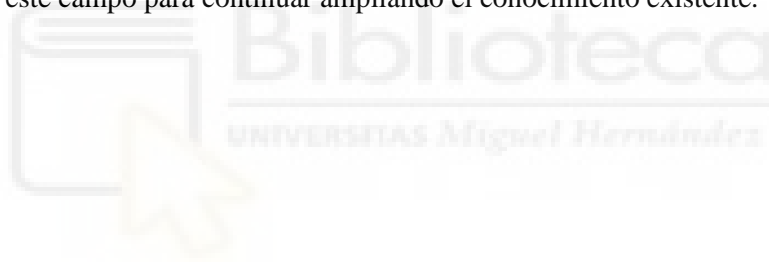 este campo para continuar ampliando el conocimiento existente.
Biblioteca
UNIVERSITAS Miguel Hernández